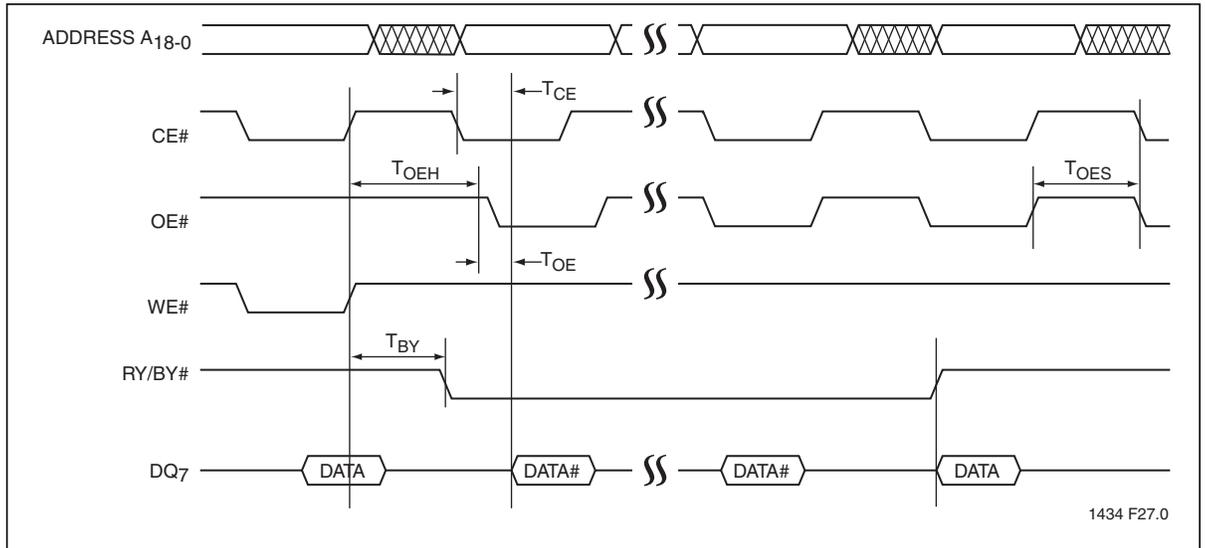 ADDRESS A18-0
TCE
CE#
TOEH
TOES
OE#
TOE
WE#
TBY
RY/BY#
DQ7
DATA
DATA#
DATA#
DATA
1434 F27.0